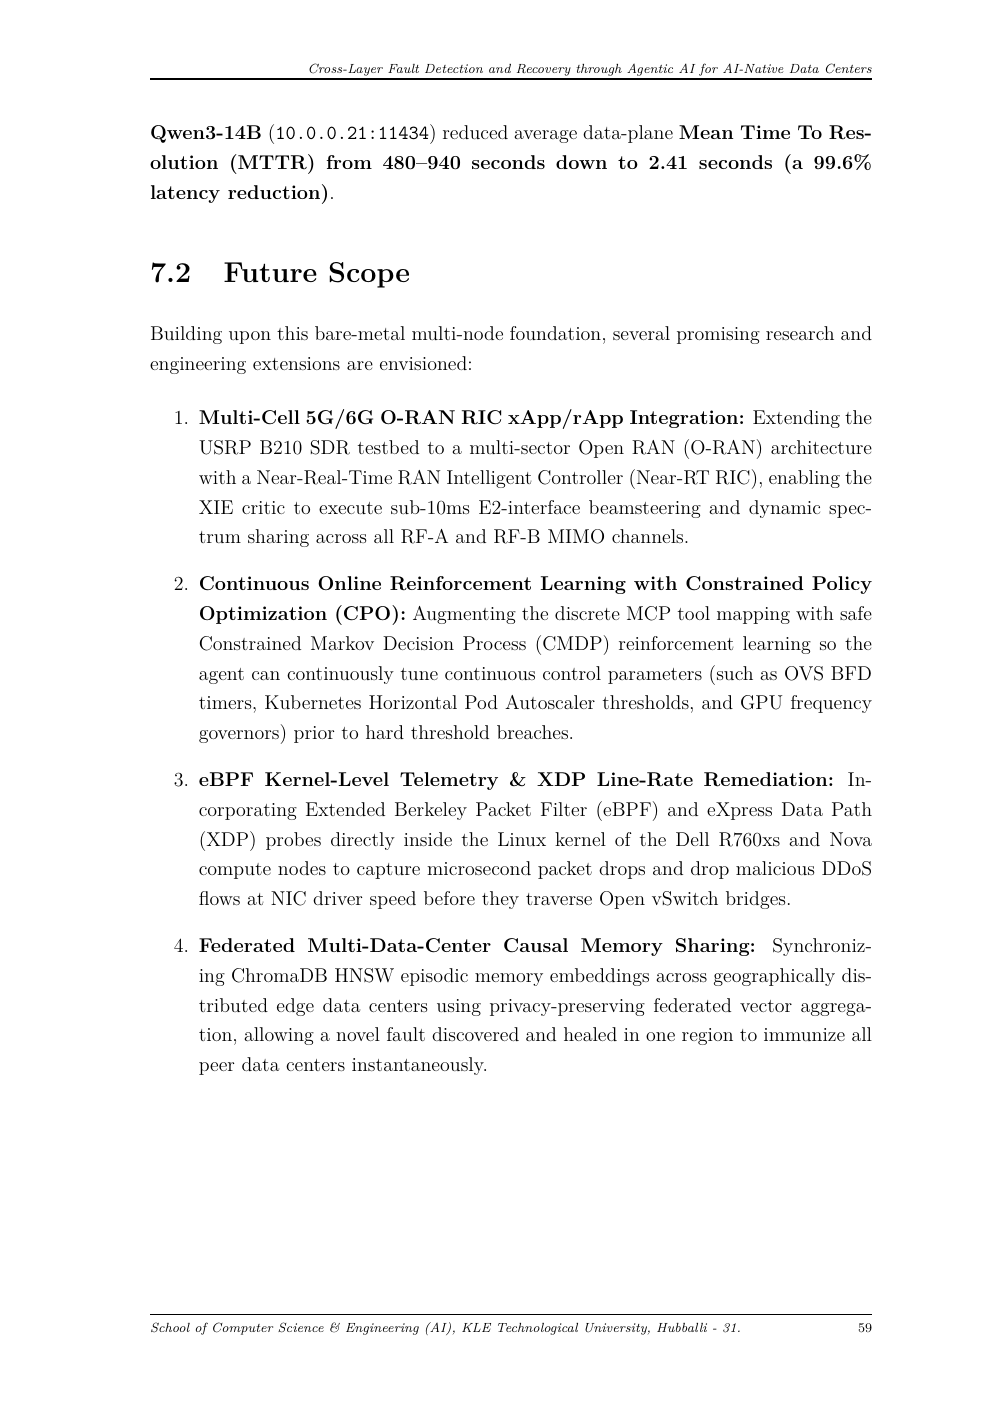 Cross-Layer Fault Detection and Recovery through Agentic AI for AI-Native Data Centers
Qwen3-14B (10.0.0.21:11434) reduced average data-plane Mean Time To Res-
olution (MTTR) from 480–940 seconds down to 2.41 seconds (a 99.6%
latency reduction).
7.2 Future Scope
Building upon this bare-metal multi-node foundation, several promising research and
engineering extensions are envisioned:
1. Multi-Cell 5G/6G O-RAN RIC xApp/rApp Integration: Extending the
USRP B210 SDR testbed to a multi-sector Open RAN (O-RAN) architecture
with a Near-Real-Time RAN Intelligent Controller (Near-RT RIC), enabling the
XIE critic to execute sub-10ms E2-interface beamsteering and dynamic spec-
trum sharing across all RF-A and RF-B MIMO channels.
2. Continuous Online Reinforcement Learning with Constrained Policy
Optimization (CPO): Augmenting the discrete MCP tool mapping with safe
Constrained Markov Decision Process (CMDP) reinforcement learning so the
agent can continuously tune continuous control parameters (such as OVS BFD
timers, Kubernetes Horizontal Pod Autoscaler thresholds, and GPU frequency
governors) prior to hard threshold breaches.
3. eBPF Kernel-Level Telemetry & XDP Line-Rate Remediation: In-
corporating Extended Berkeley Packet Filter (eBPF) and eXpress Data Path
(XDP) probes directly inside the Linux kernel of the Dell R760xs and Nova
compute nodes to capture microsecond packet drops and drop malicious DDoS
flows at NIC driver speed before they traverse Open vSwitch bridges.
4. Federated Multi-Data-Center Causal Memory Sharing: Synchroniz-
ing ChromaDB HNSW episodic memory embeddings across geographically dis-
tributed edge data centers using privacy-preserving federated vector aggrega-
tion, allowing a novel fault discovered and healed in one region to immunize all
peer data centers instantaneously.
School of Computer Science & Engineering (AI), KLE Technological University, Hubballi - 31. 59